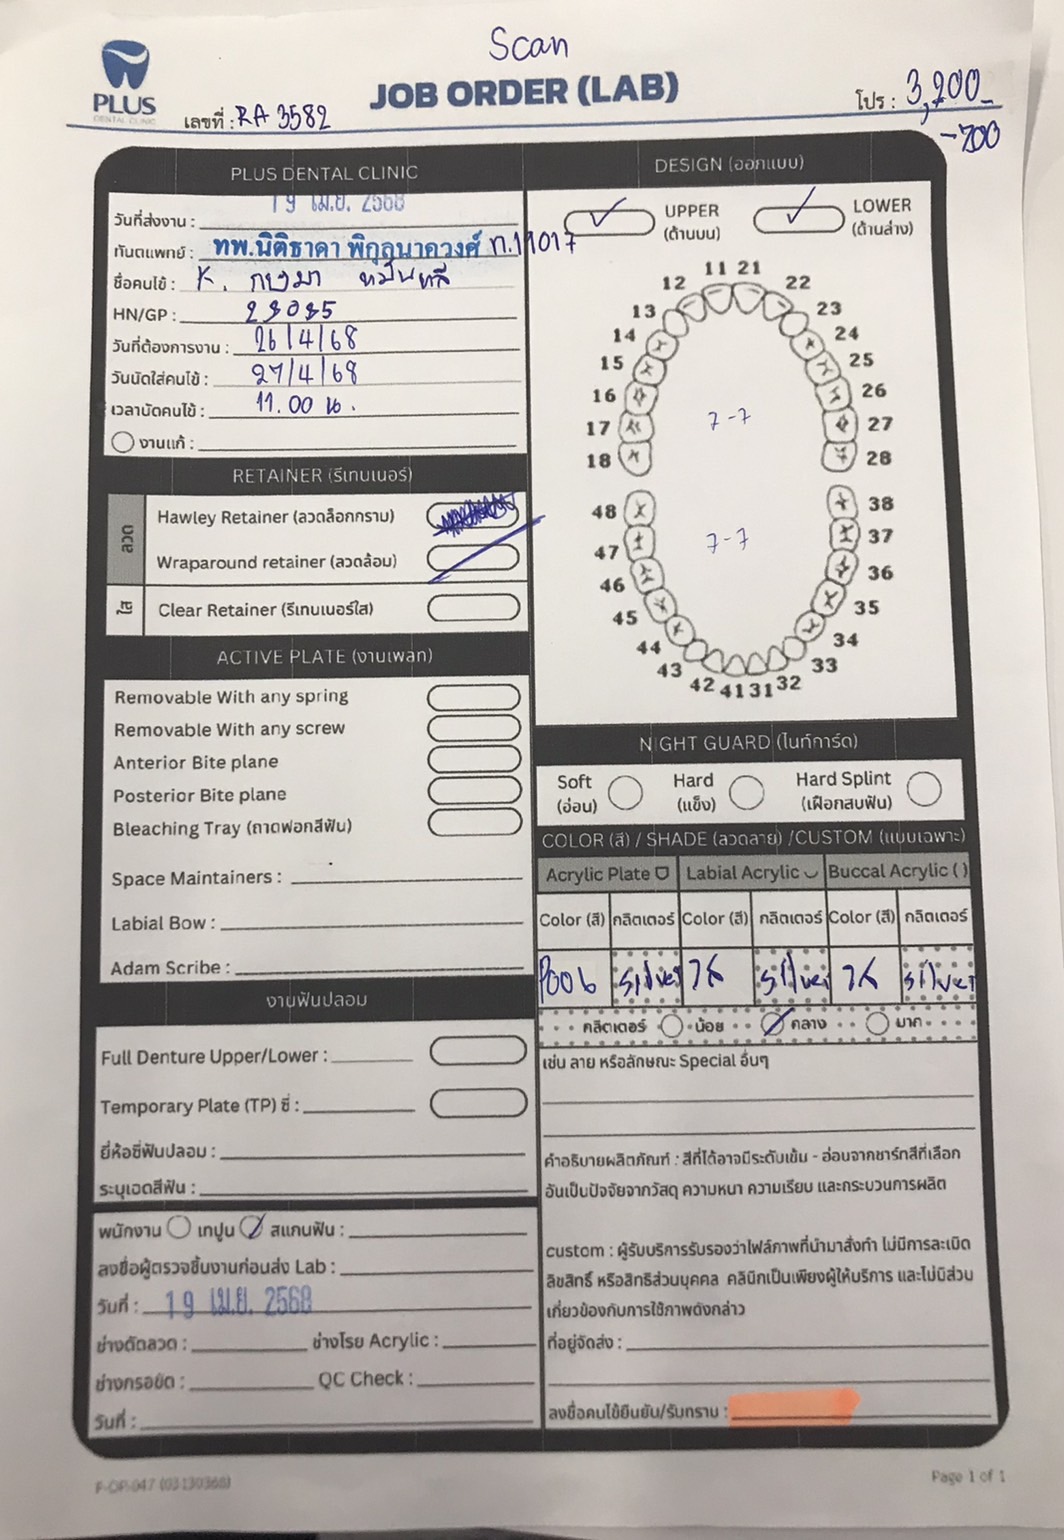 Scan
PLUS
DENTAL CLINIC
JOB ORDER (LAB)
เลขที่ : RA 3582
โปร : 3,200_
-700
PLUS DENTAL CLINIC
วันที่ส่งงาน : 19 เม.ย. 2568
ทันตแพทย์ : ทพ.นิติธาดา พิกุลนาควงศ์ ท.11017
ชื่อคนไข้ : K.
HN/GP :
วันที่ต้องการงาน : 26/4/68
วันนัดใส่คนไข้ : 27/4/68
เวลานัดคนไข้ : 11.00 น.
งานแก้ :
RETAINER (รีเทนเนอร์)
ลวด
Hawley Retainer (ลวดล็อกกราม)
Wraparound retainer (ลวดล้อม)
ใส
Clear Retainer (รีเทนเนอร์ใส)
ACTIVE PLATE (งานเพลท)
Removable With any spring
Removable With any screw
Anterior Bite plane
Posterior Bite plane
Bleaching Tray (ถาดฟอกสีฟัน)
Space Maintainers :
Labial Bow :
Adam Scribe :
งานฟันปลอม
Full Denture Upper/Lower :
Temporary Plate (TP) ซี่ :
ยี่ห้อซี่ฟันปลอม :
ระบุเฉดสีฟัน :
พนักงาน เทปูน สแกนฟัน :
ลงชื่อผู้ตรวจชิ้นงานก่อนส่ง Lab :
วันที่ : 19 เม.ย. 2568
ช่างดัดลวด : ช่างโรย Acrylic :
ช่างกรอขัด : QC Check :
วันที่ :
DESIGN (ออกแบบ)
UPPER
(ด้านบน)
LOWER
(ด้านล่าง)
11 21
12 22
13 23
14 24
15 25
16 26
17 7-7 27
18 28
48 38
47 7-7 37
46 36
45 35
44 34
43 33
42 41 31 32
NIGHT GUARD (ไนท์การ์ด)
Soft
(อ่อน)
Hard
(แข็ง)
Hard Splint
(เฝือกสบฟัน)
COLOR (สี) / SHADE (ลวดลาย) /CUSTOM (แบบเฉพาะ)
Acrylic Plate Labial Acrylic Buccal Acrylic ( )
Color (สี) กลิตเตอร์ Color (สี) กลิตเตอร์ Color (สี) กลิตเตอร์
P006 silver silver silver
กลิตเตอร์ น้อย กลาง มาก
เช่น ลาย หรือลักษณะ Special อื่นๆ
คำอธิบายผลิตภัณฑ์ : สีที่ได้อาจมีระดับเข้ม - อ่อนจากชาร์ทสีที่เลือก
อันเป็นปัจจัยจากวัสดุ ความหนา ความเรียบ และกระบวนการผลิต
custom : ผู้รับบริการรับรองว่าไฟล์ภาพที่นำมาสั่งทำ ไม่มีการละเมิด
ลิขสิทธิ์ หรือสิทธิส่วนบุคคล คลินิกเป็นเพียงผู้ให้บริการ และไม่มีส่วน
เกี่ยวข้องกับการใช้ภาพดังกล่าว
ที่อยู่จัดส่ง :
ลงชื่อคนไข้ยืนยัน/รับทราบ :
Page 1 of 1